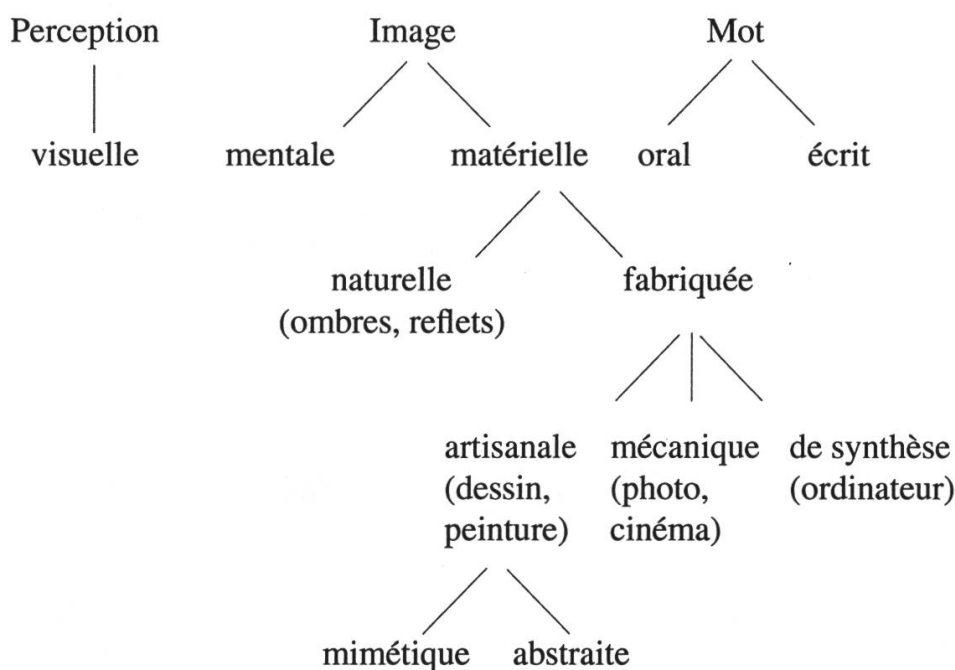 Perception Image Mot
visuelle mentale matérielle oral écrit
naturelle fabriquée
(ombres, reflets)
artisanale mécanique de synthèse
(dessin, (photo, (ordinateur)
peinture) cinéma)
mimétique abstraite